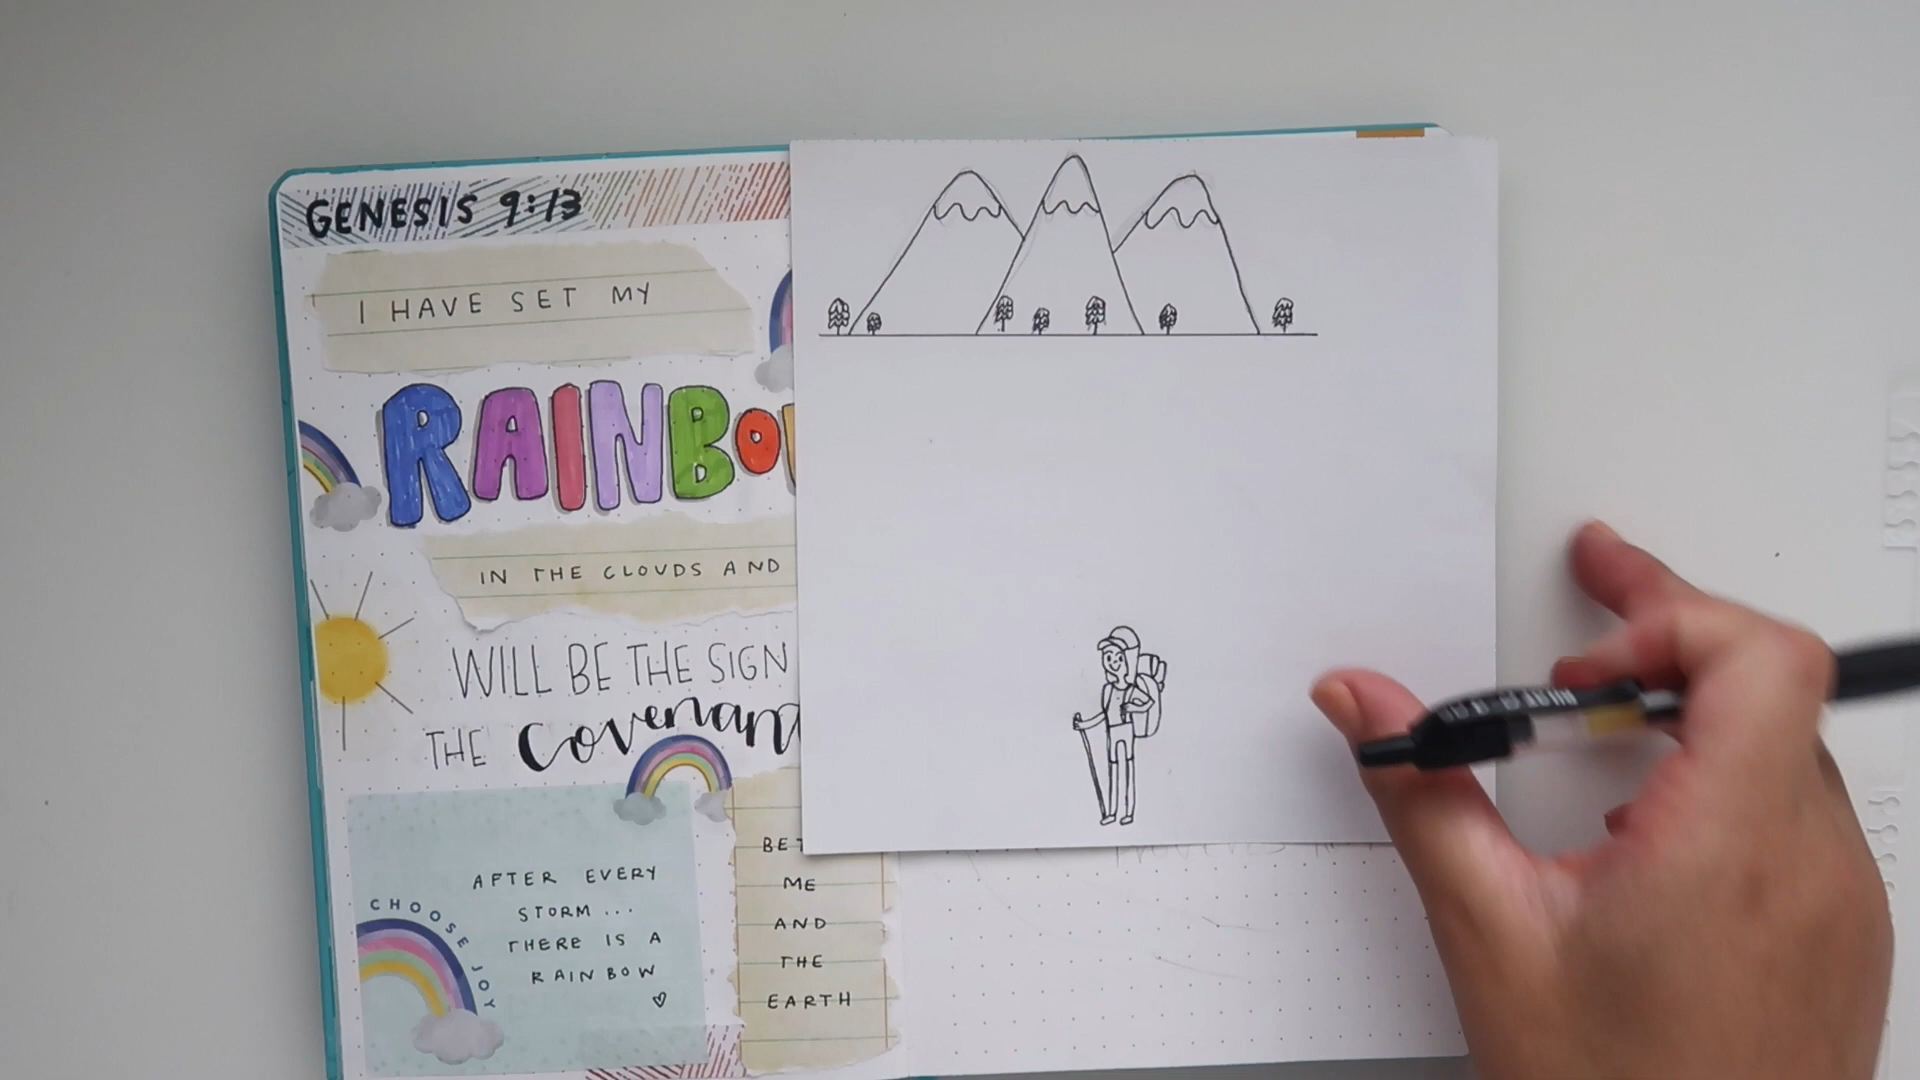 GENESIS 9:13
I HAVE SET MY
RAINBO
IN THE CLOUDS AND
WILL BE THE SIGN
THE Covenan
CHOOSE JOY
AFTER EVERY
STORM ...
THERE IS A
RAINBOW
BET
ME
AND
THE
EARTH